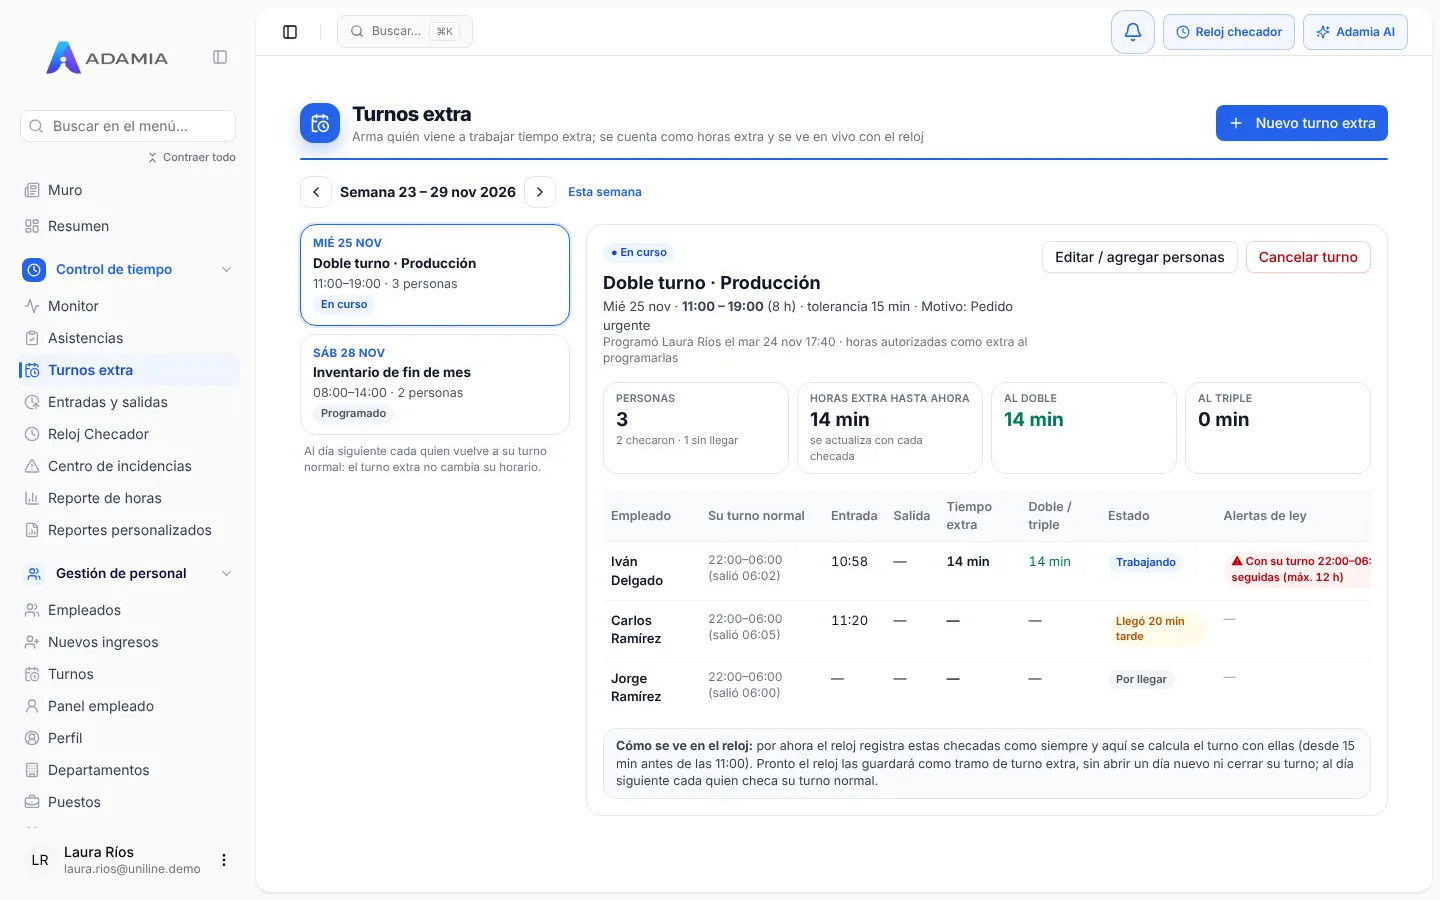 ADAMIA
Buscar en el menú...
Contraer todo
Muro
Resumen
Control de tiempo
Monitor
Asistencias
Turnos extra
Entradas y salidas
Reloj Checador
Centro de incidencias
Reporte de horas
Reportes personalizados
Gestión de personal
Empleados
Nuevos ingresos
Turnos
Panel empleado
Perfil
Departamentos
Puestos
LR
Laura Ríos
laura.rios@uniline.demo
Buscar... ⌘K
Reloj checador
Adamia AI
Turnos extra
Arma quién viene a trabajar tiempo extra; se cuenta como horas extra y se ve en vivo con el reloj
+ Nuevo turno extra
Semana 23 – 29 nov 2026
Esta semana
MIÉ 25 NOV
Doble turno · Producción
11:00–19:00 · 3 personas
En curso
SÁB 28 NOV
Inventario de fin de mes
08:00–14:00 · 2 personas
Programado
Al día siguiente cada quien vuelve a su turno
normal: el turno extra no cambia su horario.
• En curso
Editar / agregar personas
Cancelar turno
Doble turno · Producción
Mié 25 nov · 11:00 – 19:00 (8 h) · tolerancia 15 min · Motivo: Pedido
urgente
Programó Laura Ríos el mar 24 nov 17:40 · horas autorizadas como extra al
programarlas
PERSONAS
3
2 checaron · 1 sin llegar
HORAS EXTRA HASTA AHORA
14 min
se actualiza con cada
checada
AL DOBLE
14 min
AL TRIPLE
0 min
Empleado
Su turno normal
Entrada
Salida
Tiempo
extra
Doble /
triple
Estado
Alertas de ley
Iván
Delgado
22:00–06:00
(salió 06:02)
10:58
—
14 min
14 min
Trabajando
⚠ Con su turno 22:00–06:
seguidas (máx. 12 h)
Carlos
Ramírez
22:00–06:00
(salió 06:05)
11:20
—
—
—
Llegó 20 min
tarde
—
Jorge
Ramírez
22:00–06:00
(salió 06:00)
—
—
—
—
Por llegar
—
Cómo se ve en el reloj: por ahora el reloj registra estas checadas como siempre y aquí se calcula el turno con ellas (desde 15
min antes de las 11:00). Pronto el reloj las guardará como tramo de turno extra, sin abrir un día nuevo ni cerrar su turno; al día
siguiente cada quien checa su turno normal.